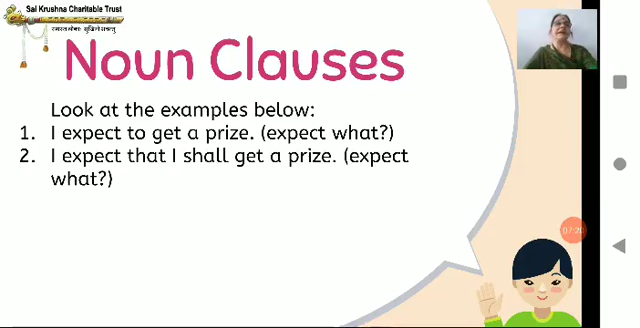 Sai Krushna Charitable Trust
Noun Clauses
Look at the examples below:
1. I expect to get a prize. (expect what?)
2. I expect that I shall get a prize. (expect
what?)
07:20